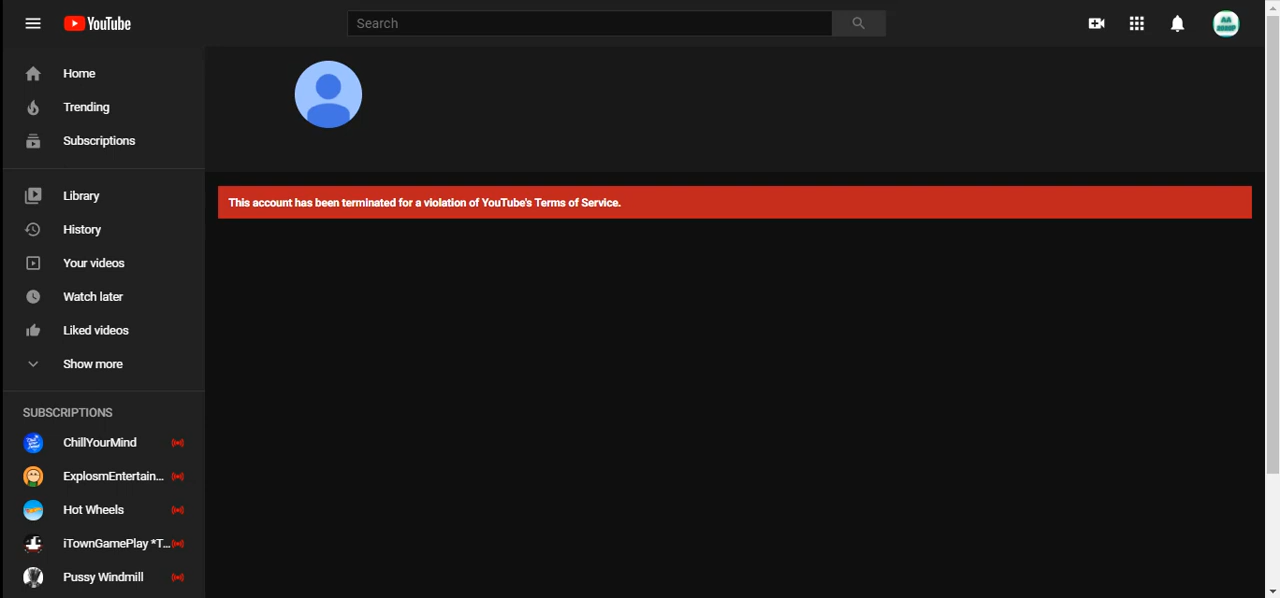 YouTube
Search
AA
Home
Trending
Subscriptions
Library
History
Your videos
Watch later
Liked videos
Show more
SUBSCRIPTIONS
ChillYourMind
ExplosmEntertain...
Hot Wheels
iTownGamePlay *T...
Pussy Windmill
This account has been terminated for a violation of YouTube's Terms of Service.